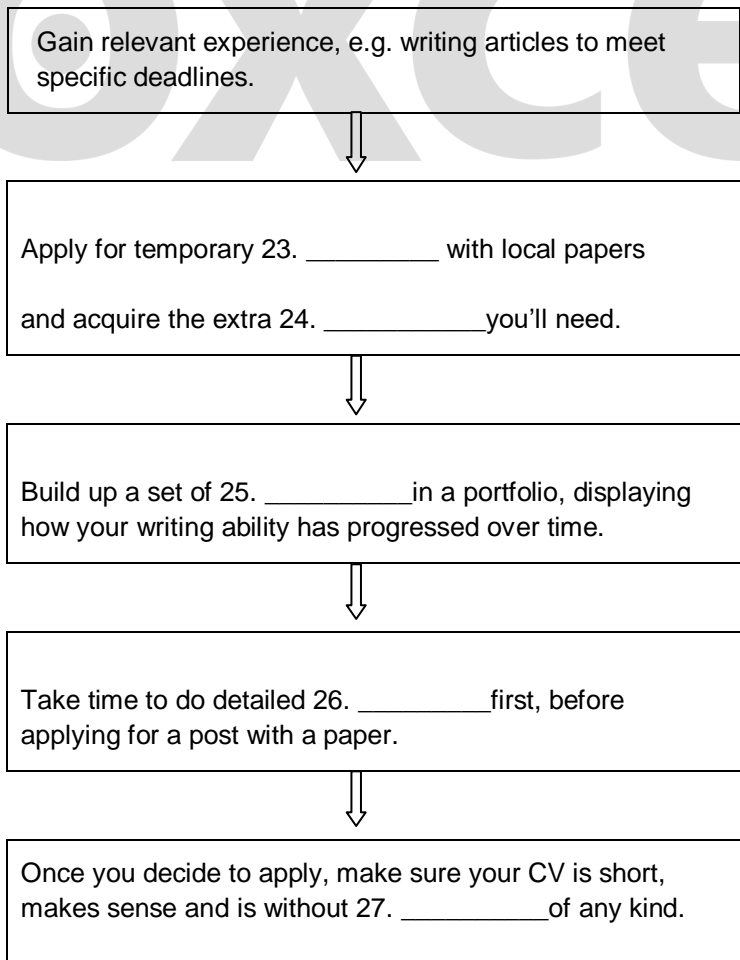 oxce
Gain relevant experience, e.g. writing articles to meet
specific deadlines.
Apply for temporary 23. _________ with local papers
and acquire the extra 24. ___________you’ll need.
Build up a set of 25. __________in a portfolio, displaying
how your writing ability has progressed over time.
Take time to do detailed 26. _________first, before
applying for a post with a paper.
Once you decide to apply, make sure your CV is short,
makes sense and is without 27. __________of any kind.